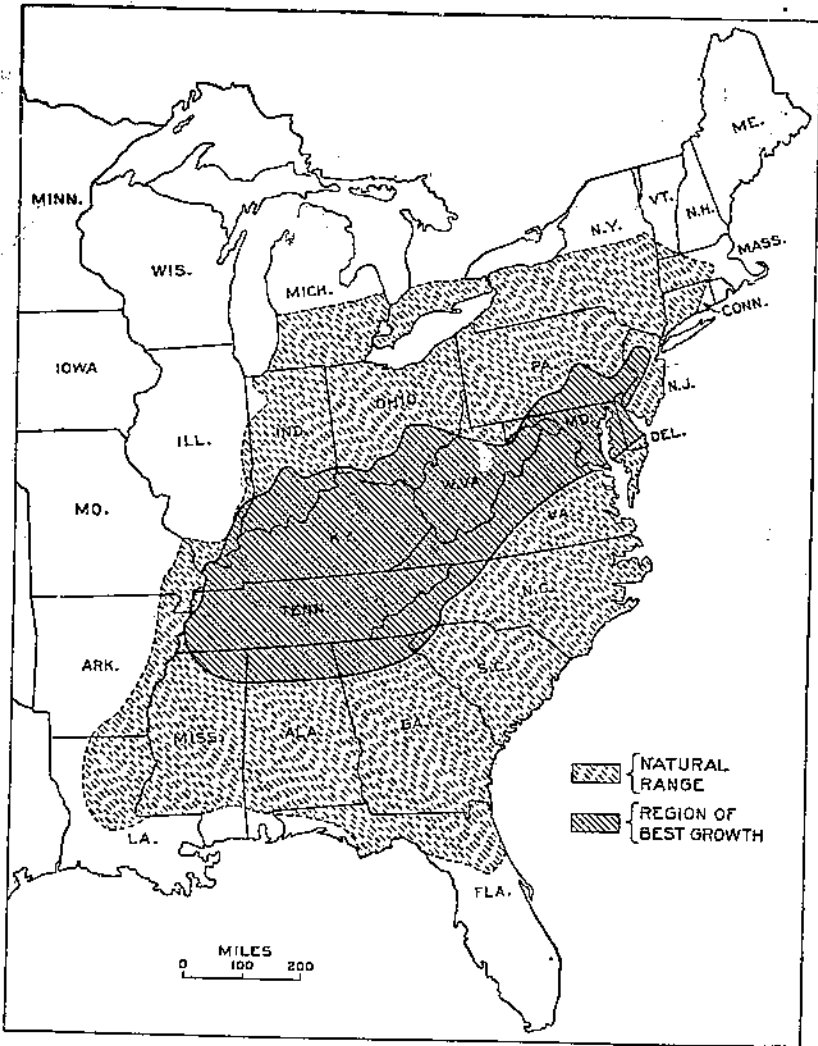 ME.
MINN.
VT.
N.H.
N.Y.
MASS.
WIS.
MICH.
CONN.
IOWA
PA.
N.J.
OHIO
IND.
ILL.
MD.
DEL.
W.VA.
MO.
VA.
KY.
N.C.
TENN.
ARK.
S.C.
MISS.
ALA.
GA.
NATURAL
RANGE
REGION OF
BEST GROWTH
LA.
FLA.
MILES
0 100 200